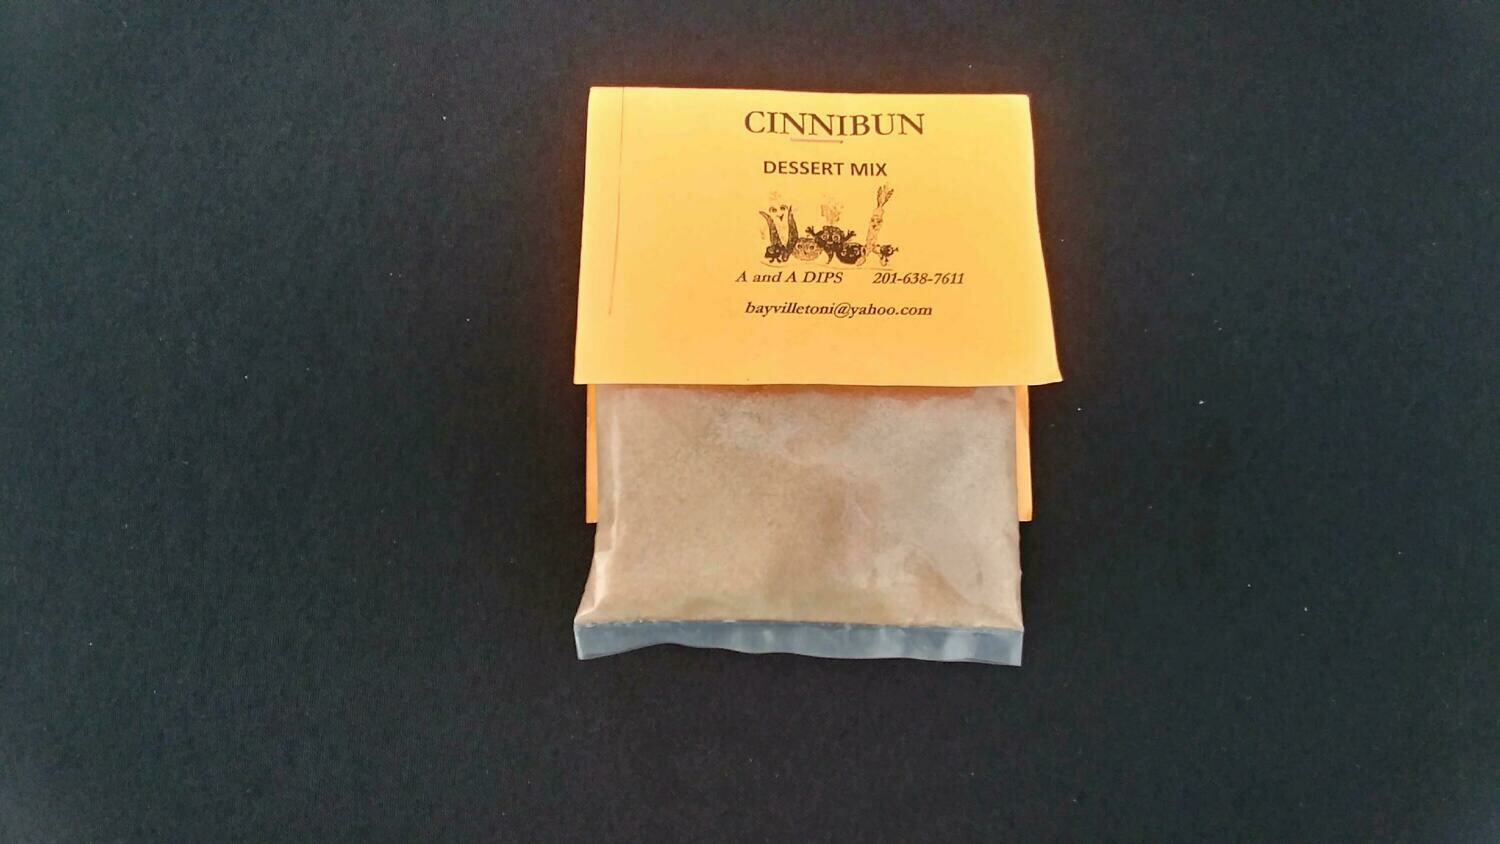 CINNIBUN
DESSERT MIX
A and A DIPS 201-638-7611
bayvilletoni@yahoo.com